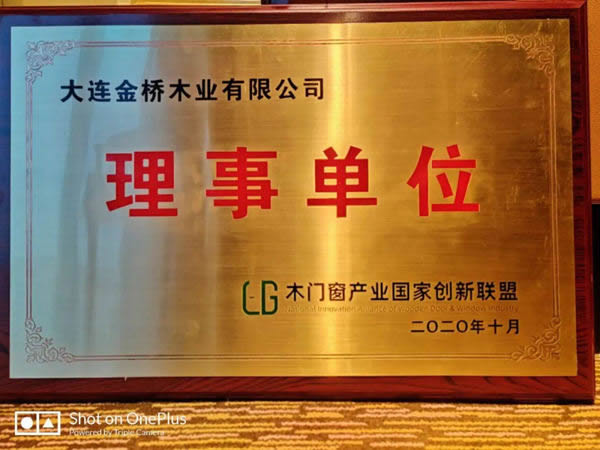 大连金桥木业有限公司
理事单位
LG 木门窗产业国家创新联盟
National Innovation Alliance of Wooden Door & Window Industry
二〇二〇年十月
Shot on OnePlus
Powered by Triple Camera